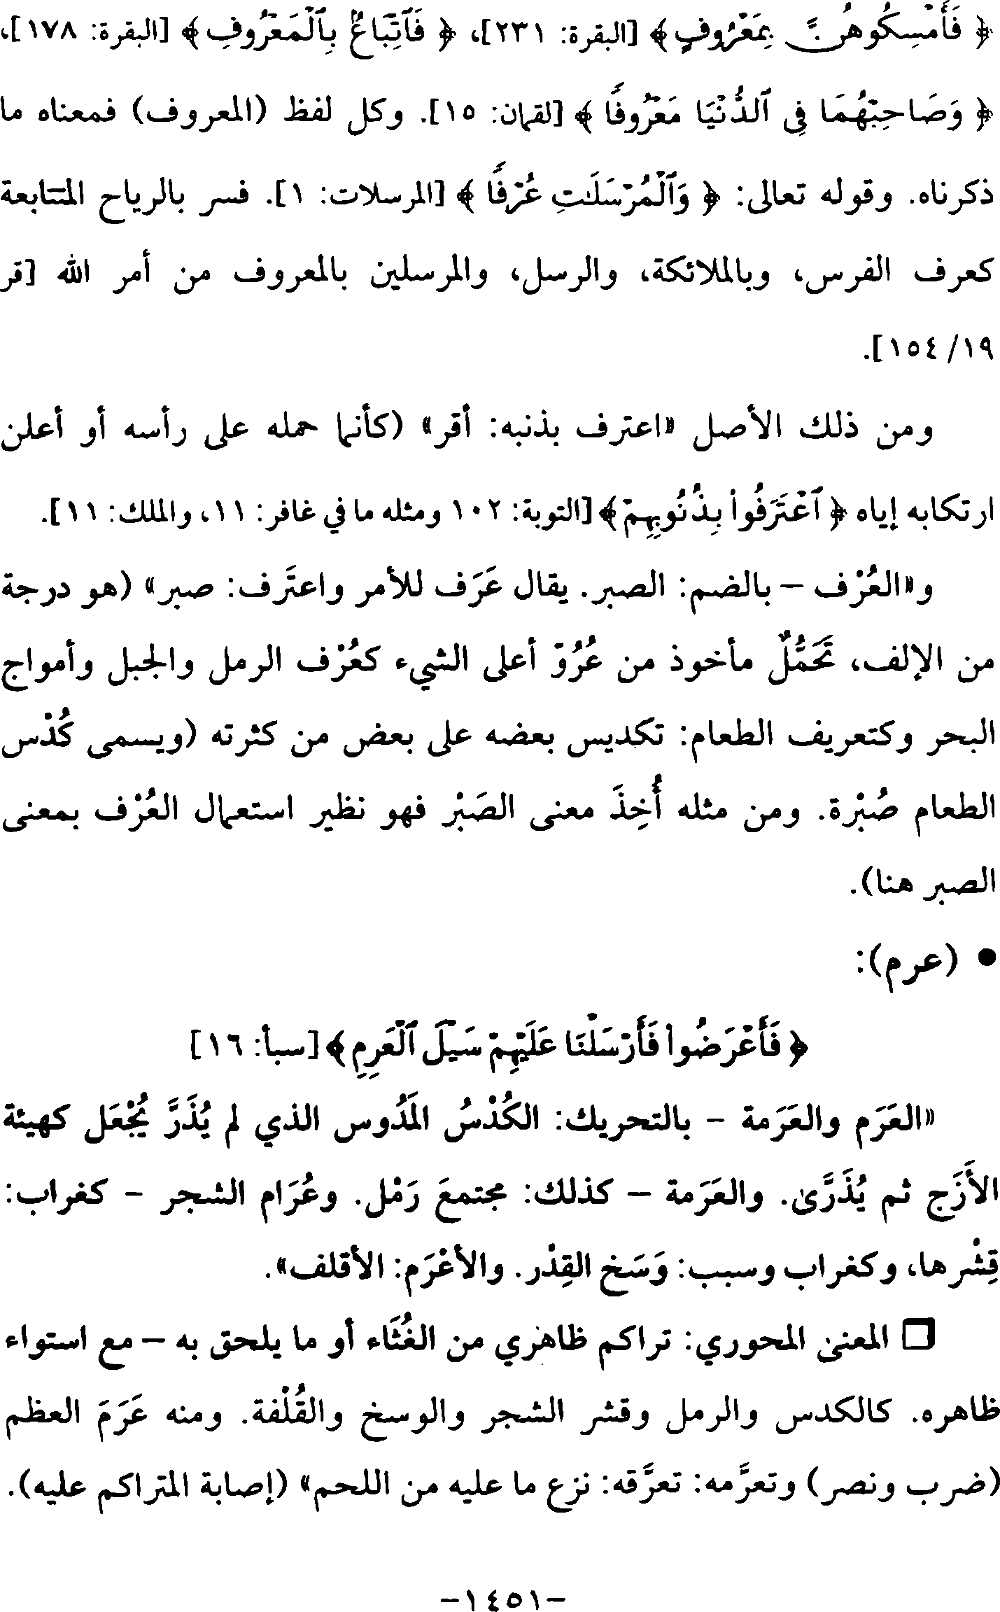 ﴿ فَأَمْسِكُوهُنَّ بِمَعْرُوفٍ ﴾ [البقرة: ٢٣١]، ﴿ فَٱتِّبَاعٌۢ بِٱلْمَعْرُوفِ ﴾ [البقرة: ١٧٨]،
﴿ وَصَاحِبْهُمَا فِى ٱلدُّنْيَا مَعْرُوفًا ﴾ [لقمان: ١٥]. وكل لفظ (المعروف) فمعناه ما
ذكرناه. وقوله تعالى: ﴿ وَٱلْمُرْسَلَٰتِ عُرْفًا ﴾ [المرسلات: ١]. فسر بالرياح المتتابعة
كعرف الفرس، وبالملائكة، والرسل، والمرسلين بالمعروف من أمر الله [قر
١٩/ ١٥٤].
ومن ذلك الأصل «اعترف بذنبه: أقر» (كأنما حمله على رأسه أو أعلن
ارتكابه إياه ﴿ ٱعْتَرَفُوا۟ بِذُنُوبِهِمْ ﴾ [التوبة: ١٠٢ ومثله ما في غافر: ١١، والملك: ١١].
و«العُرْف – بالضم: الصبر. يقال عَرَف للأمر واعتَرف: صبر» (هو درجة
من الإلف، تَحَمُّلٌ مأخوذ من عُرُوّ أعلى الشيء كعُرْف الرمل والجبل وأمواج
البحر وكتعريف الطعام: تكديس بعضه على بعض من كثرته (ويسمى كُدْس
الطعام صُبْرة. ومن مثله أُخِذَ معنى الصَبْر فهو نظير استعمال العُرْف بمعنى
الصبر هنا).
• (عرم):
﴿ فَأَعْرَضُوا۟ فَأَرْسَلْنَا عَلَيْهِمْ سَيْلَ ٱلْعَرِمِ ﴾ [سبأ: ١٦]
«العَرَم والعَرَمة – بالتحريك: الكُدْسُ المَدُوس الذي لم يُذَرَّ يُجْعَل كهيئة
الأَزَج ثم يُذَرَّىٰ. والعَرَمة – كذلك: مجتمعَ رَمْل. وعُرَام الشجر – كغراب:
قِشْرها، وكغراب وسبب: وَسَخ القِدْر. والأعْرَم: الأقلف».
❑ المعنى المحوري: تراكم ظاهري من الغُثَاء أو ما يلحق به – مع استواء
ظاهره. كالكدس والرمل وقشر الشجر والوسخ والقُلْفة. ومنه عَرَمَ العظم
(ضرب ونصر) وتعرَّمه: تعرَّقه: نزع ما عليه من اللحم» (إصابة المتراكم عليه).
-١٤٥١-